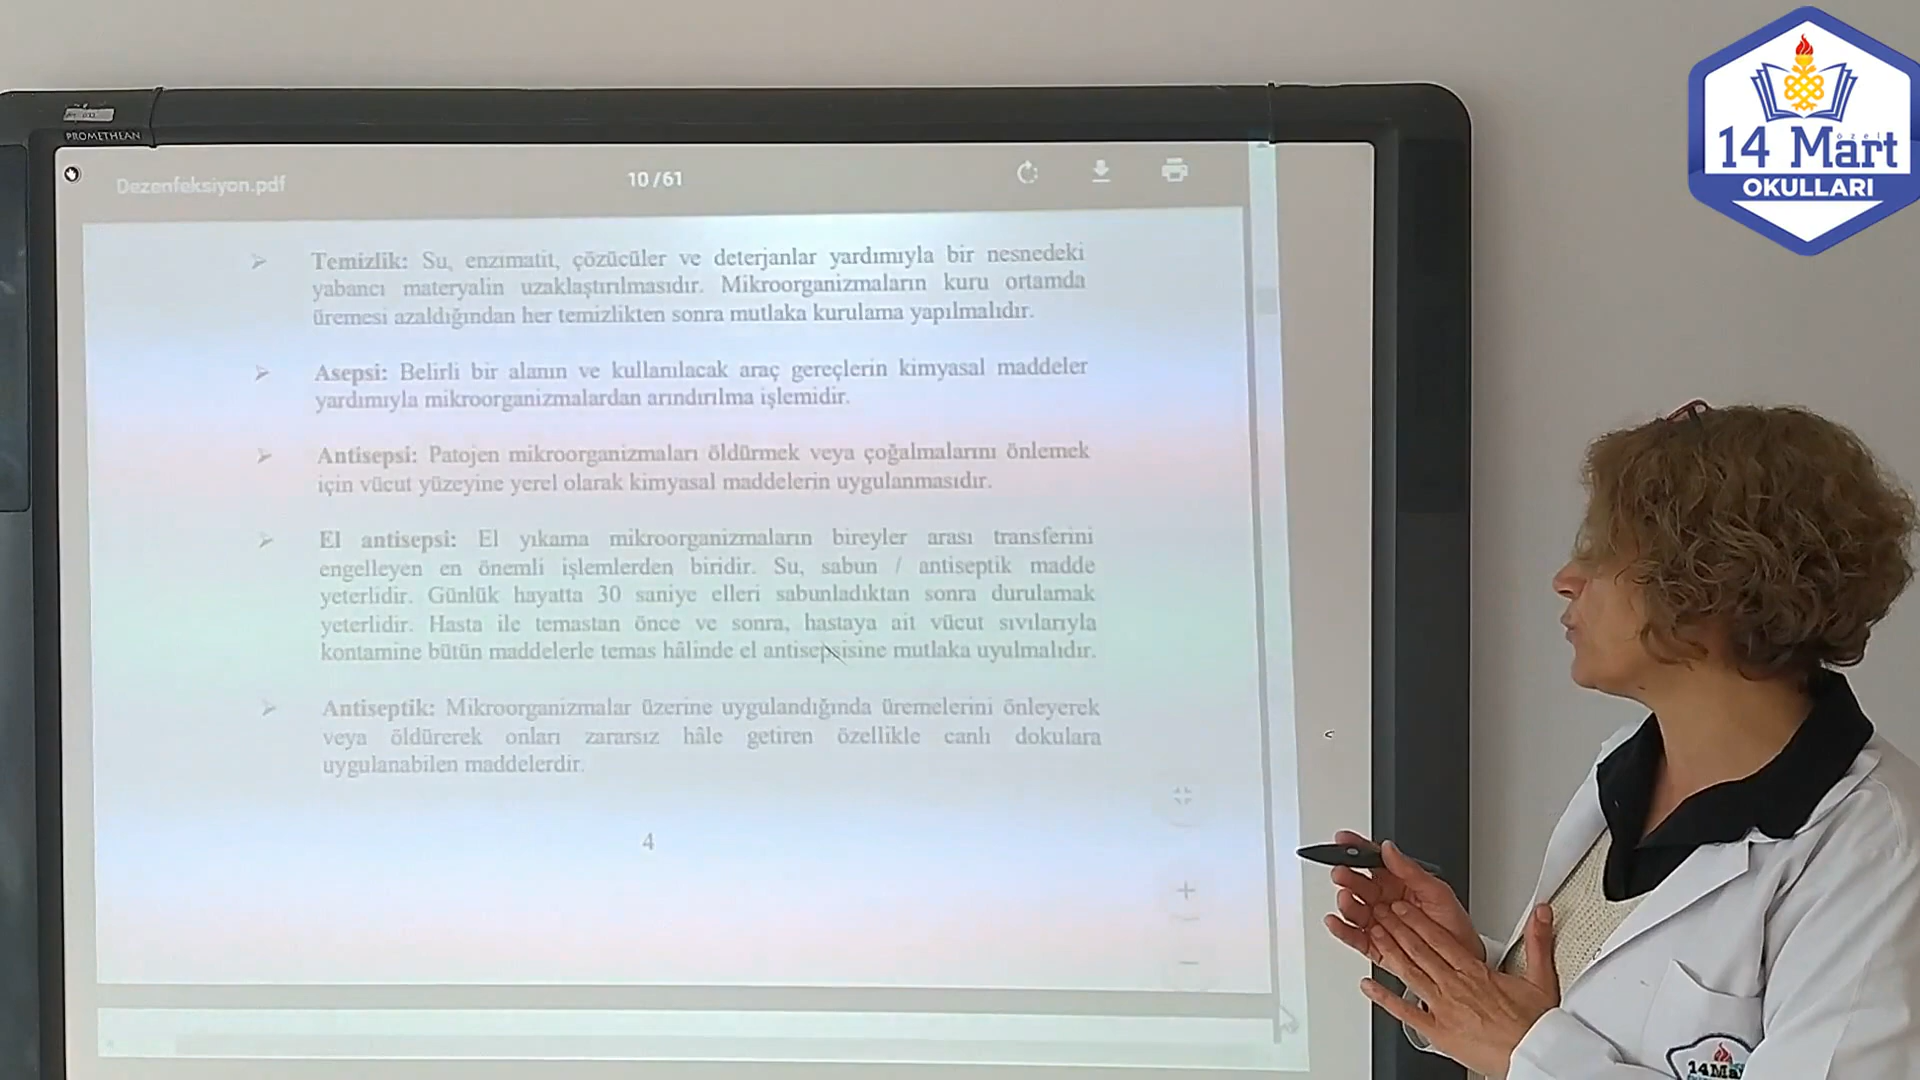 PROMETHEAN
Dezenfeksiyon.pdf
10 / 61
Temizlik: Su, enzimatit, çözücüler ve deterjanlar yardımıyla bir nesnedeki
yabancı materyalin uzaklaştırılmasıdır. Mikroorganizmaların kuru ortamda
üremesi azaldığından her temizlikten sonra mutlaka kurulama yapılmalıdır.
Asepsi: Belirli bir alanın ve kullanılacak araç gereçlerin kimyasal maddeler
yardımıyla mikroorganizmalardan arındırılma işlemidir.
Antisepsi: Patojen mikroorganizmaları öldürmek veya çoğalmalarını önlemek
için vücut yüzeyine yerel olarak kimyasal maddelerin uygulanmasıdır.
El antisepsi: El yıkama mikroorganizmaların bireyler arası transferini
engelleyen en önemli işlemlerden biridir. Su, sabun / antiseptik madde
yeterlidir. Günlük hayatta 30 saniye elleri sabunladıktan sonra durulamak
yeterlidir. Hasta ile temastan önce ve sonra, hastaya ait vücut sıvılarıyla
kontamine bütün maddelerle temas hâlinde el antisepsisine mutlaka uyulmalıdır.
Antiseptik: Mikroorganizmalar üzerine uygulandığında üremelerini önleyerek
veya öldürerek onları zararsız hâle getiren özellikle canlı dokulara
uygulanabilen maddelerdir.
4
özel
14 Mart
OKULLARI
14Ma